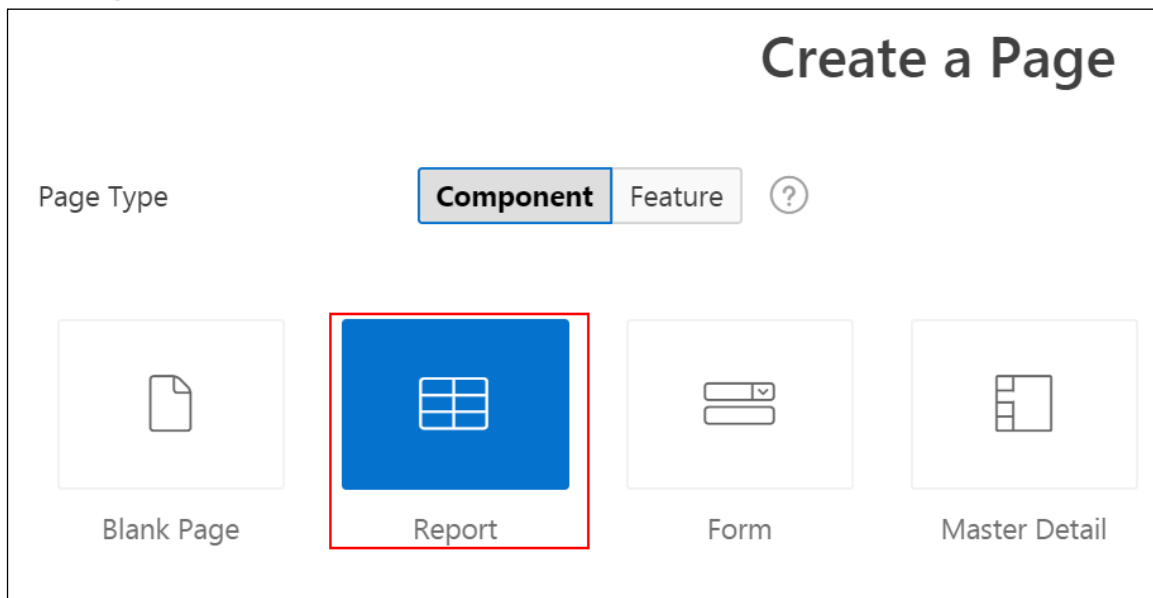 Create a Page
Page Type Component Feature ?
Blank Page Report Form Master Detail